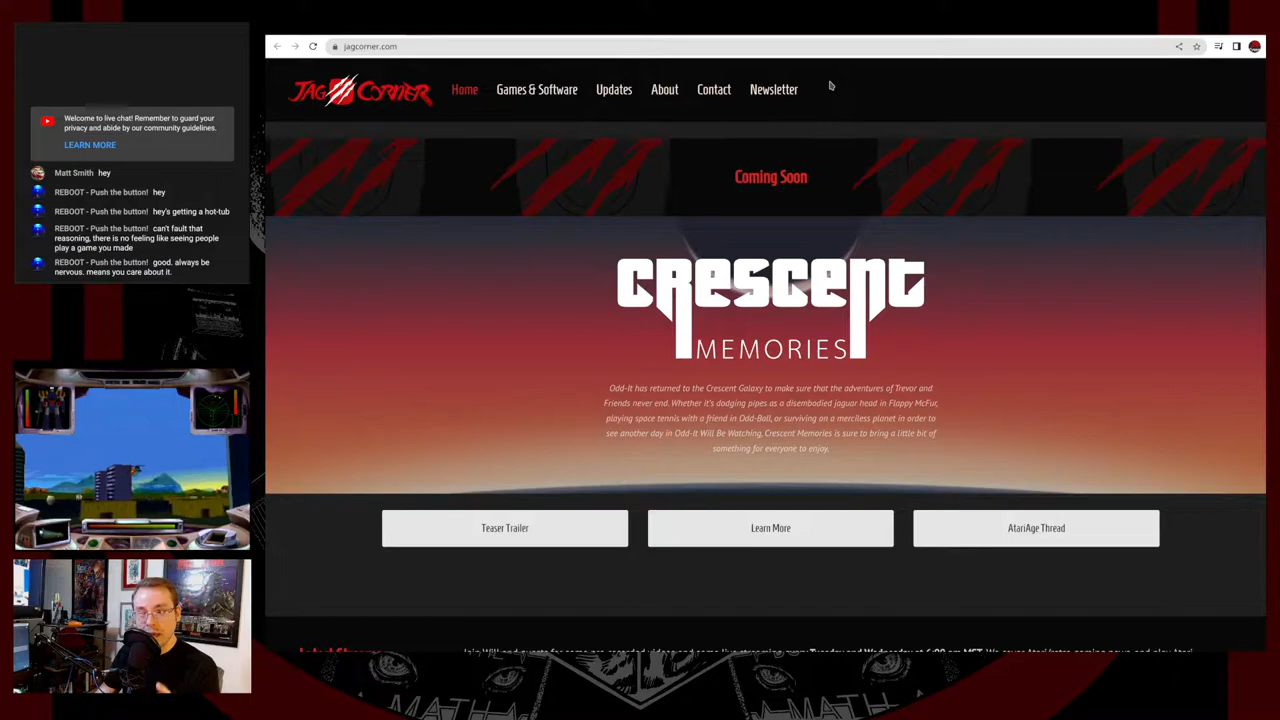 Welcome to live chat! Remember to guard your
privacy and abide by our community guidelines.
LEARN MORE
Matt Smith hey
REBOOT - Push the button! hey
REBOOT - Push the button! hey's getting a hot-tub
REBOOT - Push the button! can't fault that
reasoning, there is no feeling like seeing people
play a game you made
REBOOT - Push the button! good. always be
nervous. means you care about it.
jagcorner.com
JAG CORNER
Home
Games & Software
Updates
About
Contact
Newsletter
Coming Soon
crescent
MEMORIES
Odd-It has returned to the Crescent Galaxy to make sure that the adventures of Trevor and
Friends never end. Whether it's dodging pipes as a disembodied jaguar head in Flappy McFur,
playing space tennis with a friend in Odd-Ball, or surviving on a merciless planet in order to
see another day in Odd-It Will Be Watching, Crescent Memories is sure to bring a little bit of
something for everyone to enjoy.
Teaser Trailer
Learn More
AtariAge Thread